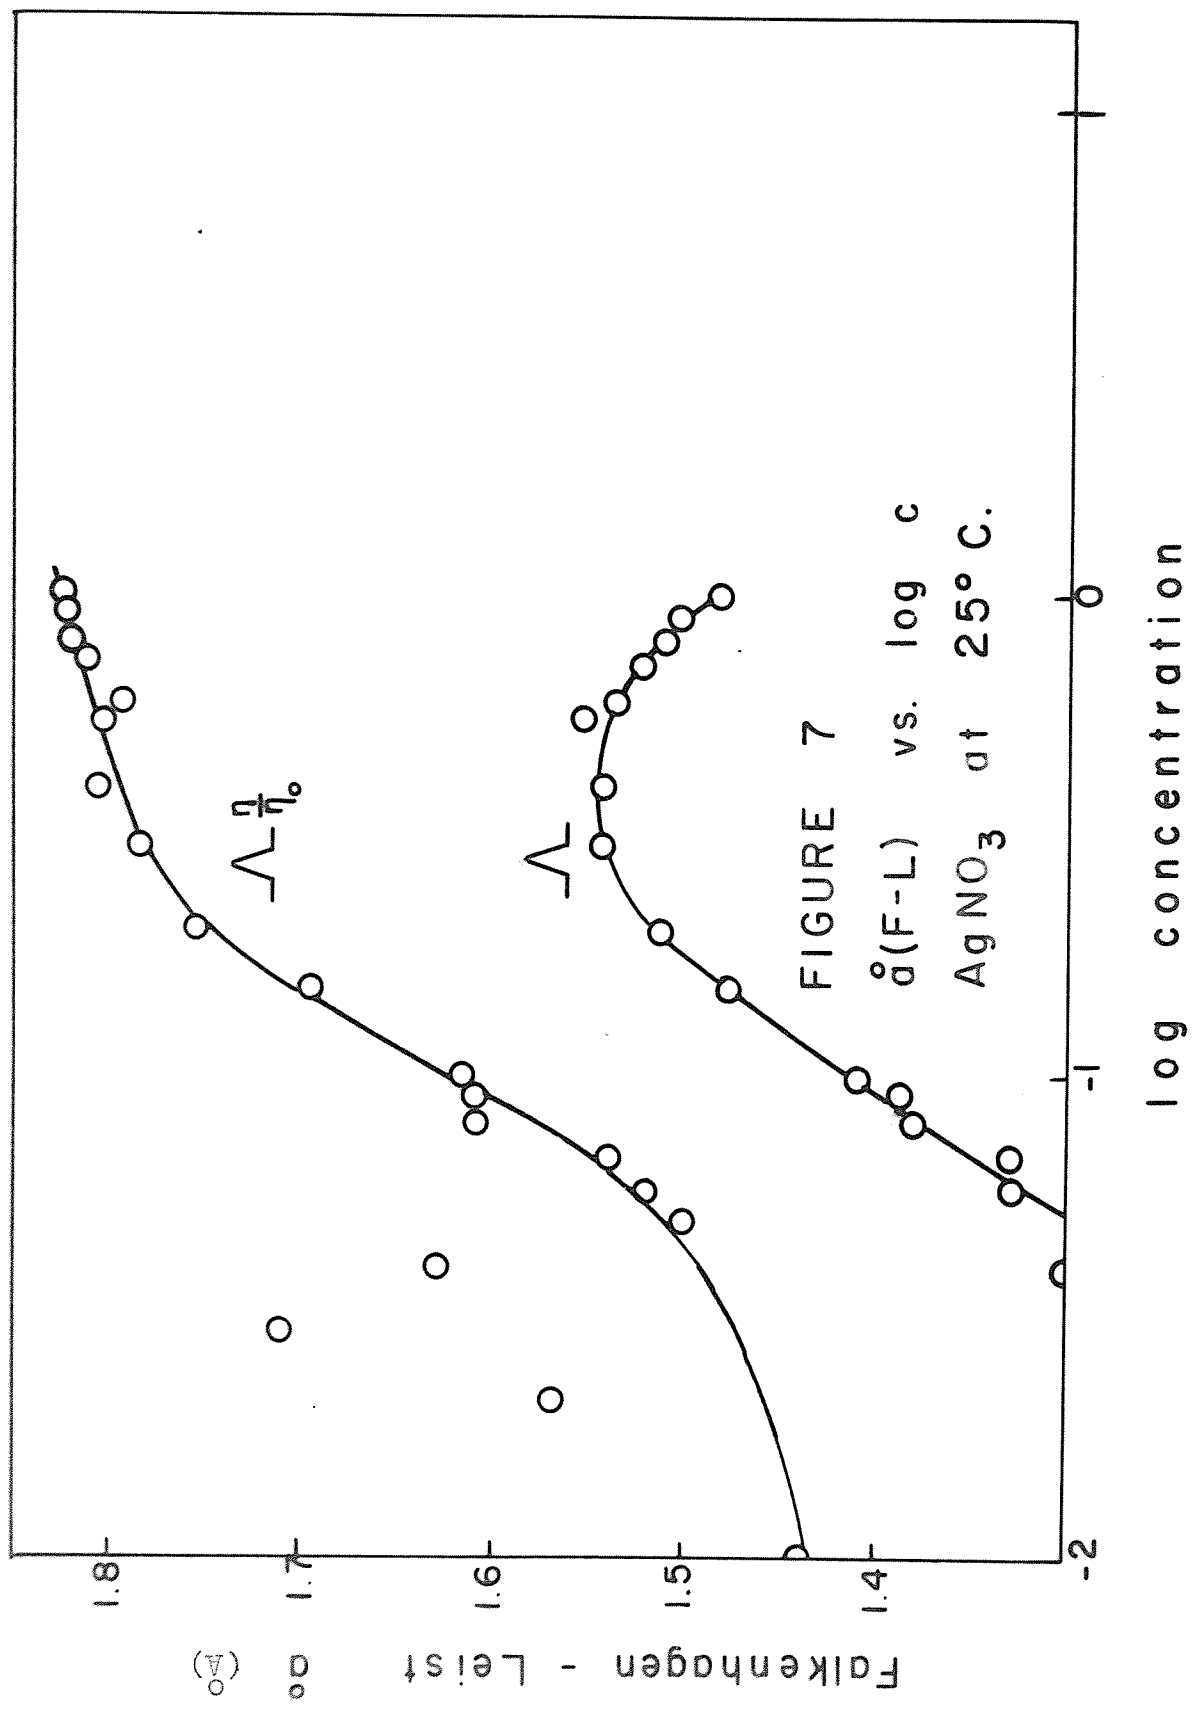 Falkenhagen - Leist å (Å)
1.8
1.7
1.6
1.5
1.4
-2
-1
0
1
log concentration
Λ η/η₀
Λ
FIGURE 7
å(F-L) vs. log c
AgNO₃ at 25° C.